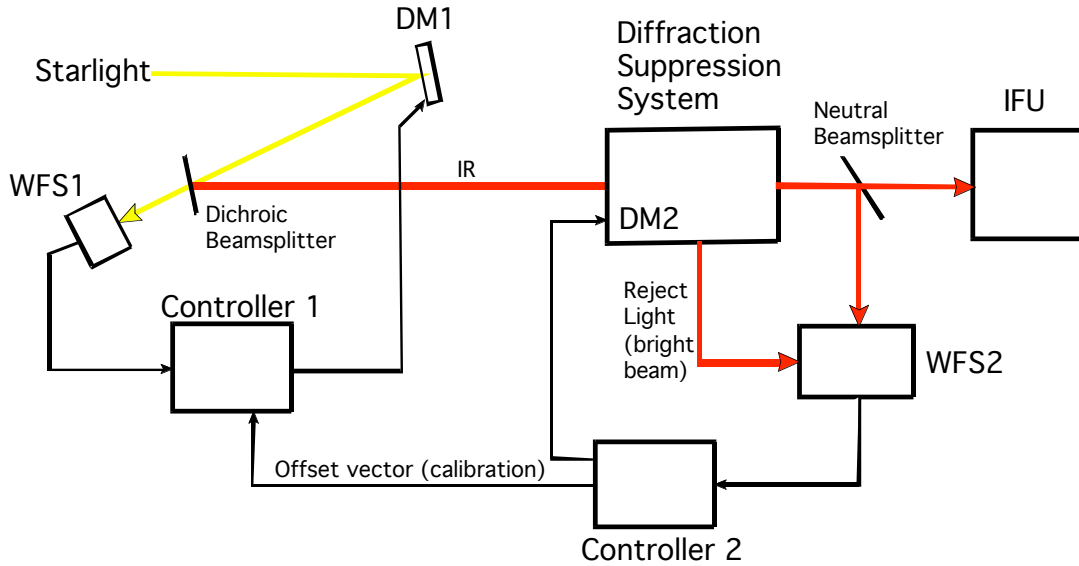 DM1
Starlight
Diffraction
Suppression
System
IFU
Neutral
Beamsplitter
WFS1
IR
Dichroic
Beamsplitter
DM2
Reject
Light
(bright
beam)
Controller 1
WFS2
Offset vector (calibration)
Controller 2